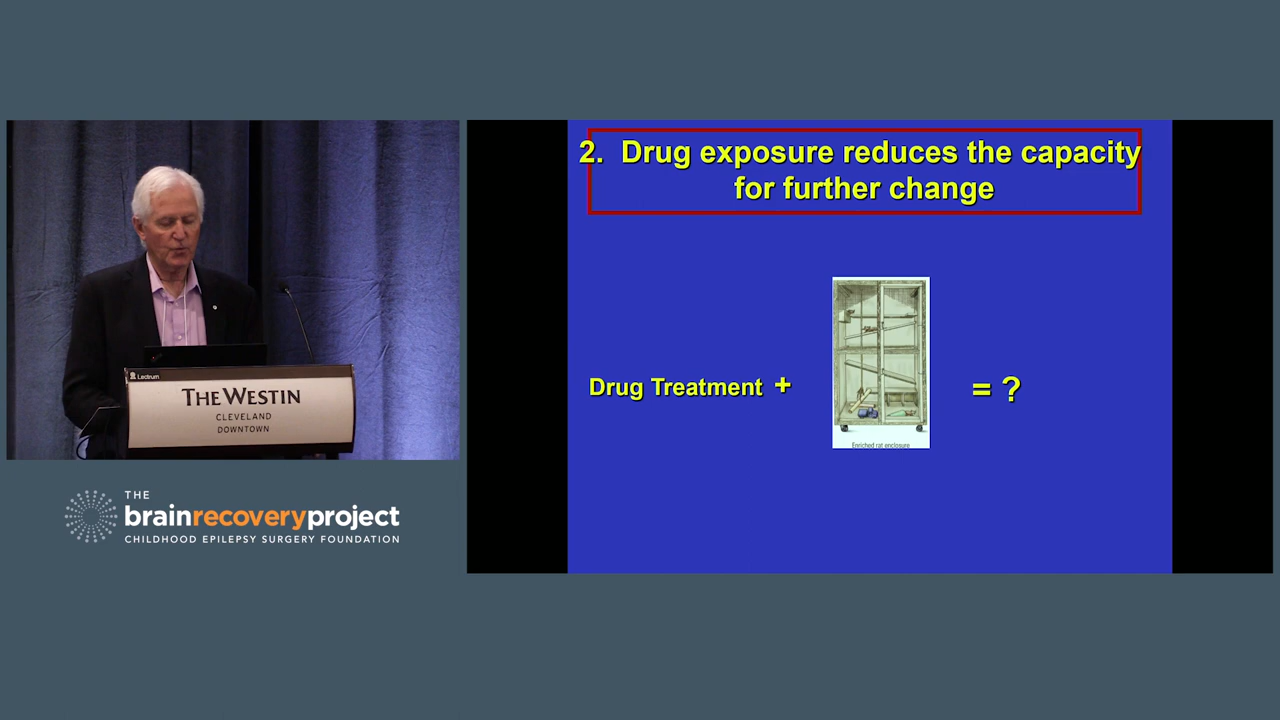 2. Drug exposure reduces the capacity
for further change
Drug Treatment +
= ?
Enriched rat enclosure
Lectrum
THE WESTIN
CLEVELAND
DOWNTOWN
THE
brainrecoveryproject
CHILDHOOD EPILEPSY SURGERY FOUNDATION